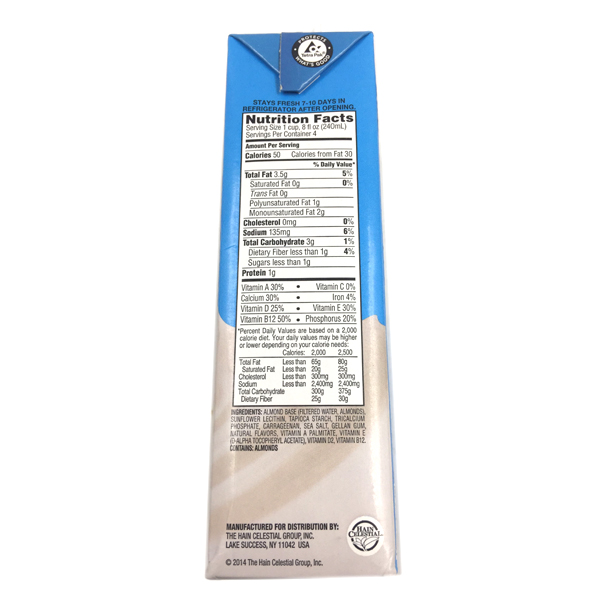 PROTECTS
Tetra Pak
WHAT'S GOOD
STAYS FRESH 7-10 DAYS IN
REFRIGERATOR AFTER OPENING.
Nutrition Facts
Serving Size 1 cup, 8 fl oz (240mL)
Servings Per Container 4
Amount Per Serving
Calories 50 Calories from Fat 30
% Daily Value*
Total Fat 3.5g 5%
Saturated Fat 0g 0%
Trans Fat 0g
Polyunsaturated Fat 1g
Monounsaturated Fat 2g
Cholesterol 0mg 0%
Sodium 135mg 6%
Total Carbohydrate 3g 1%
Dietary Fiber less than 1g 4%
Sugars less than 1g
Protein 1g
Vitamin A 30% • Vitamin C 0%
Calcium 30% • Iron 4%
Vitamin D 25% • Vitamin E 30%
Vitamin B12 50% • Phosphorus 20%
*Percent Daily Values are based on a 2,000
calorie diet. Your daily values may be higher
or lower depending on your calorie needs:
Calories: 2,000 2,500
Total Fat Less than 65g 80g
Saturated Fat Less than 20g 25g
Cholesterol Less than 300mg 300mg
Sodium Less than 2,400mg 2,400mg
Total Carbohydrate 300g 375g
Dietary Fiber 25g 30g
INGREDIENTS: ALMOND BASE (FILTERED WATER, ALMONDS),
SUNFLOWER LECITHIN, TAPIOCA STARCH, TRICALCIUM
PHOSPHATE, CARRAGEENAN, SEA SALT, GELLAN GUM,
NATURAL FLAVORS, VITAMIN A PALMITATE, VITAMIN E
(D-ALPHA TOCOPHERYL ACETATE), VITAMIN D2, VITAMIN B12.
CONTAINS: ALMONDS
MANUFACTURED FOR DISTRIBUTION BY:
THE HAIN CELESTIAL GROUP, INC.
LAKE SUCCESS, NY 11042 USA
HAIN
CELESTIAL
© 2014 The Hain Celestial Group, Inc.